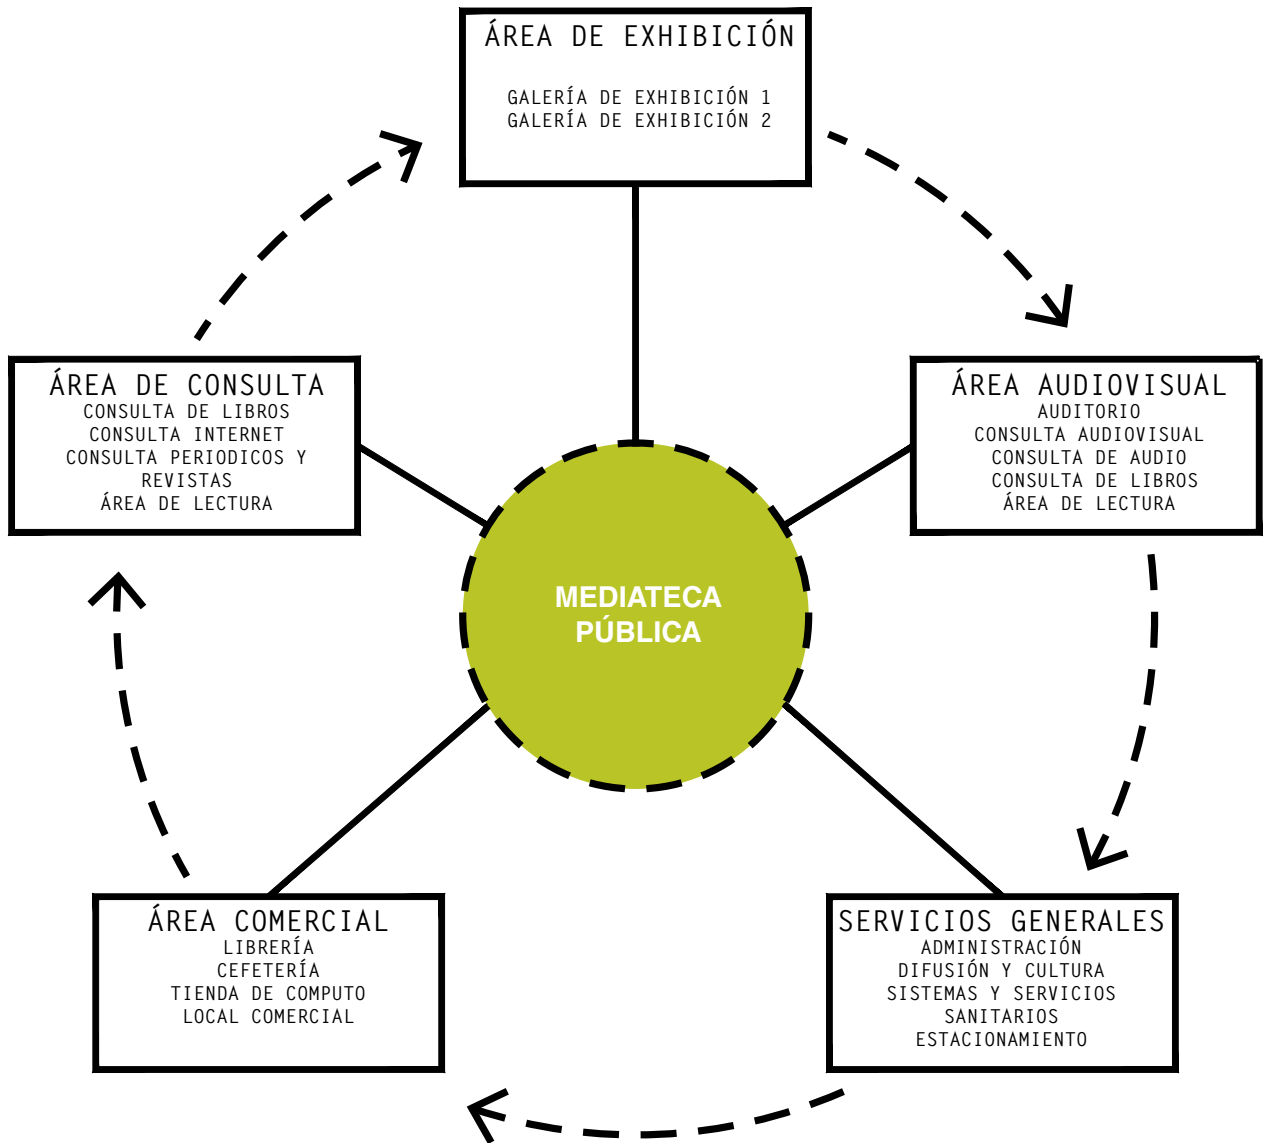 ÁREA DE EXHIBICIÓN
GALERÍA DE EXHIBICIÓN 1
GALERÍA DE EXHIBICIÓN 2
ÁREA DE CONSULTA
CONSULTA DE LIBROS
CONSULTA INTERNET
CONSULTA PERIODICOS Y
REVISTAS
ÁREA DE LECTURA
ÁREA AUDIOVISUAL
AUDITORIO
CONSULTA AUDIOVISUAL
CONSULTA DE AUDIO
CONSULTA DE LIBROS
ÁREA DE LECTURA
MEDIATECA
PÚBLICA
ÁREA COMERCIAL
LIBRERÍA
CEFETERÍA
TIENDA DE COMPUTO
LOCAL COMERCIAL
SERVICIOS GENERALES
ADMINISTRACIÓN
DIFUSIÓN Y CULTURA
SISTEMAS Y SERVICIOS
SANITARIOS
ESTACIONAMIENTO